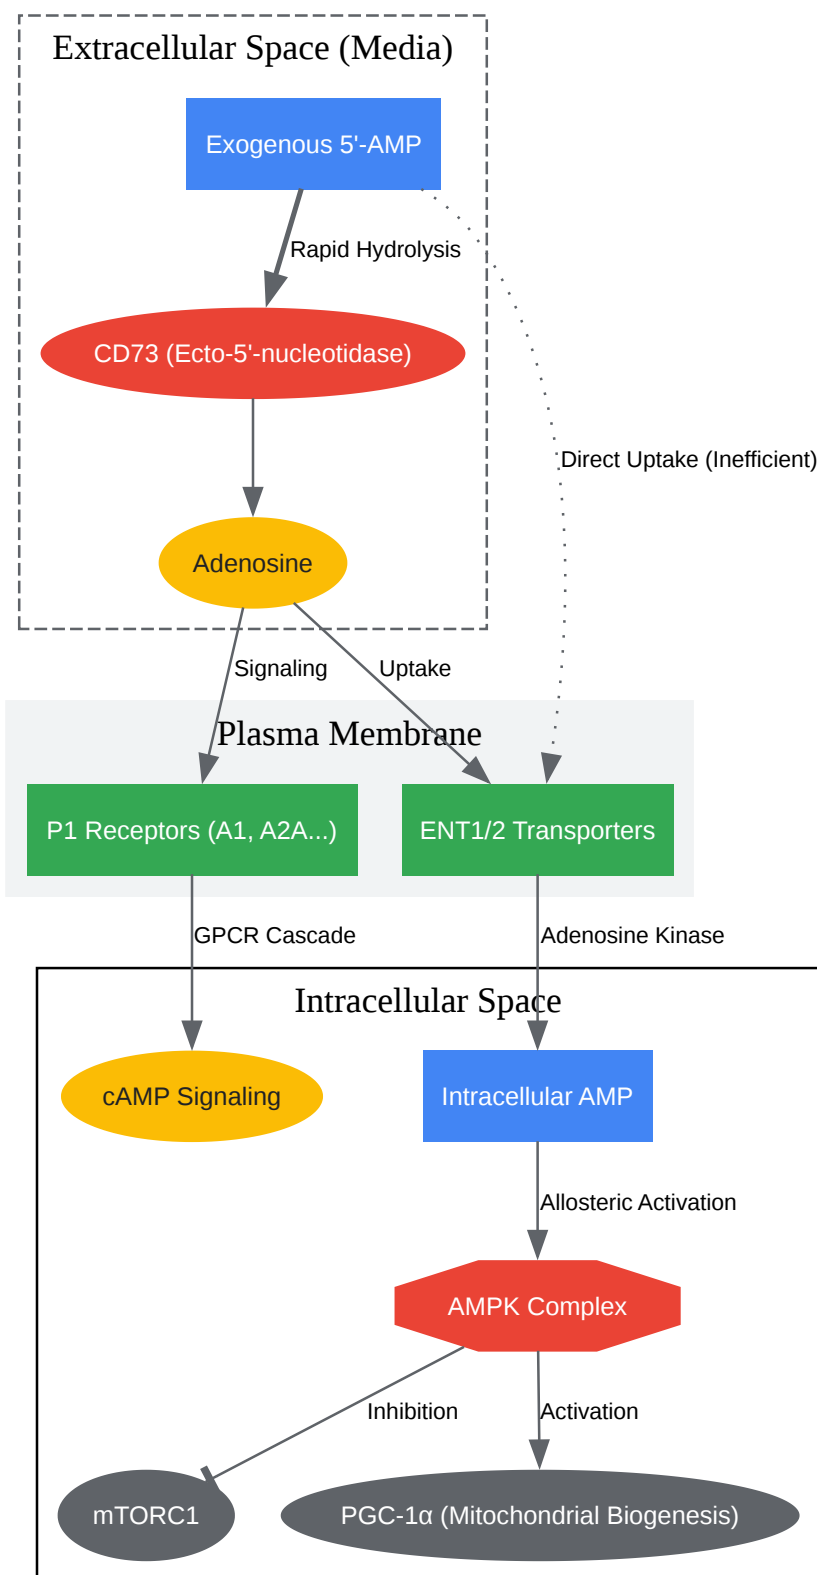 Extracellular Space (Media)
Exogenous 5'-AMP
Rapid Hydrolysis
CD73 (Ecto-5'-nucleotidase)
Direct Uptake (Inefficient)
Adenosine
Signaling
Uptake
Plasma Membrane
P1 Receptors (A1, A2A...)
ENT1/2 Transporters
GPCR Cascade
Adenosine Kinase
Intracellular Space
cAMP Signaling
Intracellular AMP
Allosteric Activation
AMPK Complex
Inhibition
Activation
mTORC1
PGC-1α (Mitochondrial Biogenesis)